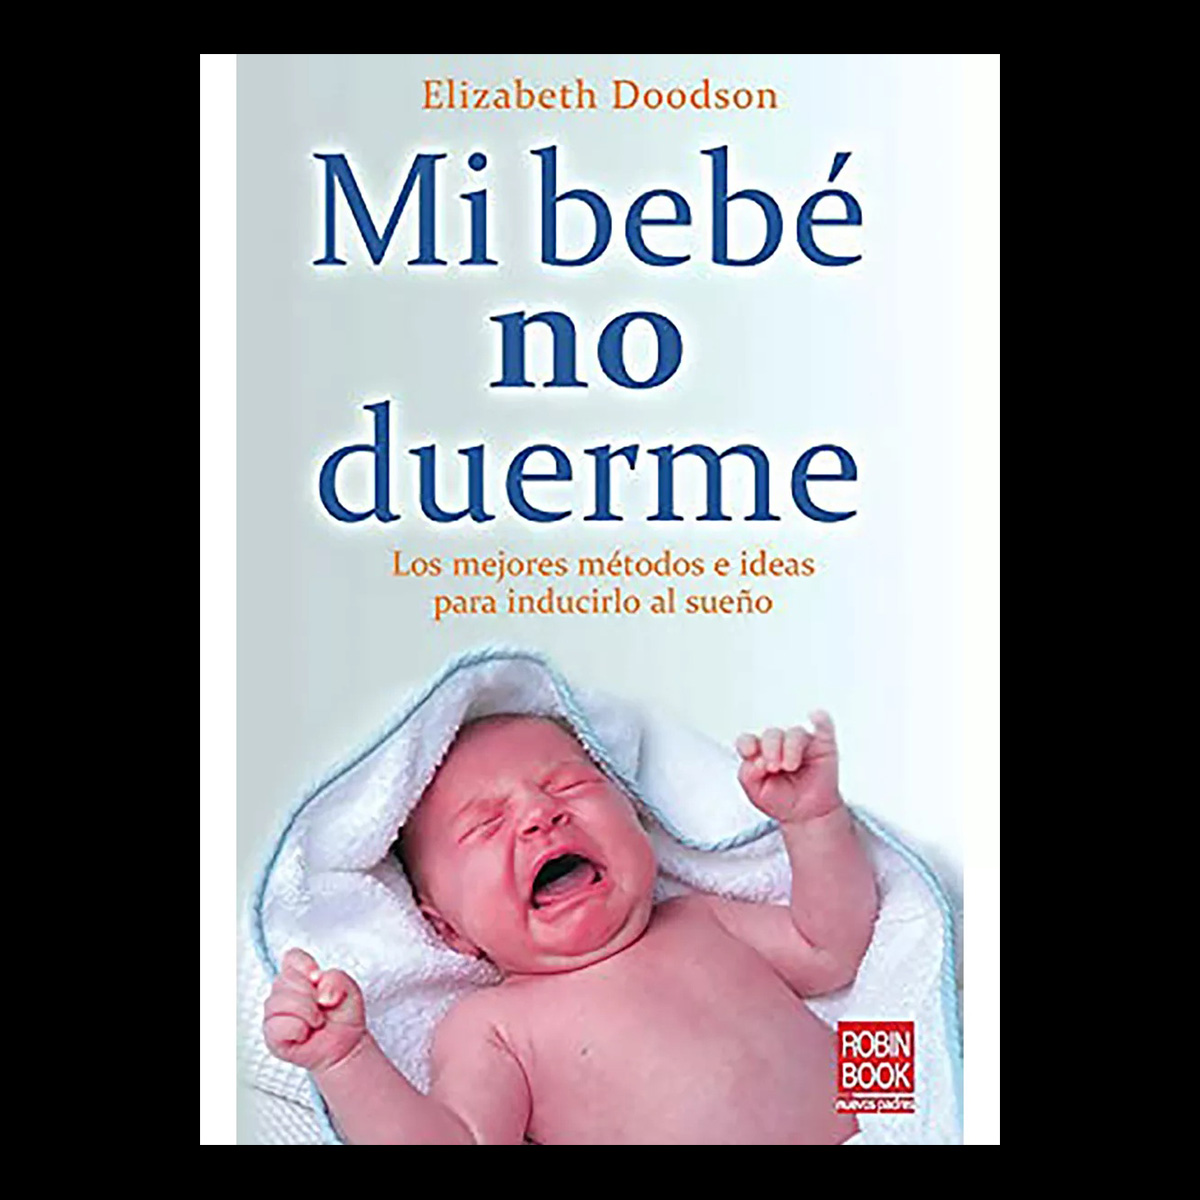 Elizabeth Doodson
Mi bebé
no
duerme
Los mejores métodos e ideas
para inducirlo al sueño
ROBIN
BOOK
nuevos padres